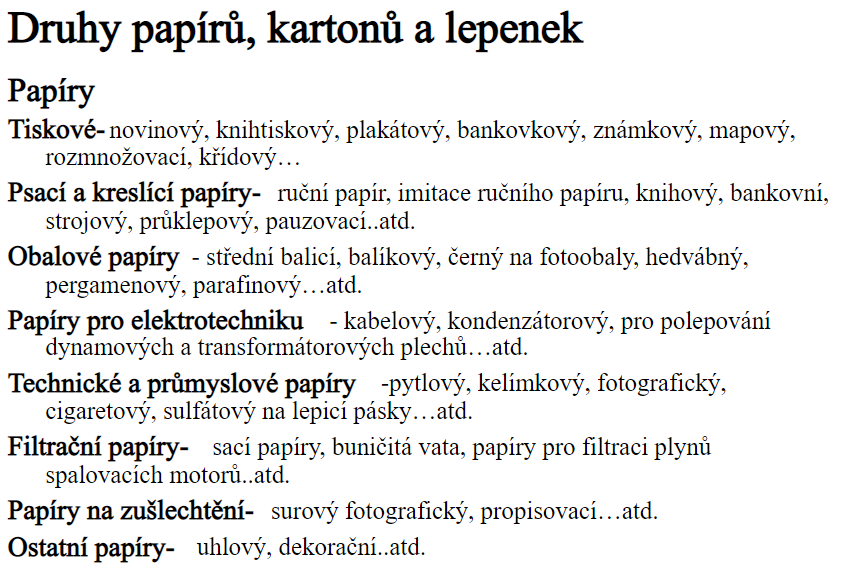 Druhy papírů, kartonů a lepenek
Papíry
Tiskové- novinový, knihtiskový, plakátový, bankovkový, známkový, mapový,
rozmnožovací, křídový…
Psací a kreslící papíry- ruční papír, imitace ručního papíru, knihový, bankovní,
strojový, průklepový, pauzovací..atd.
Obalové papíry - střední balicí, balíkový, černý na fotoobaly, hedvábný,
pergamenový, parafinový…atd.
Papíry pro elektrotechniku - kabelový, kondenzátorový, pro polepování
dynamových a transformátorových plechů…atd.
Technické a průmyslové papíry -pytlový, kelímkový, fotografický,
cigaretový, sulfátový na lepicí pásky…atd.
Filtrační papíry- sací papíry, buničitá vata, papíry pro filtraci plynů
spalovacích motorů..atd.
Papíry na zušlechtění- surový fotografický, propisovací…atd.
Ostatní papíry- uhlový, dekorační..atd.